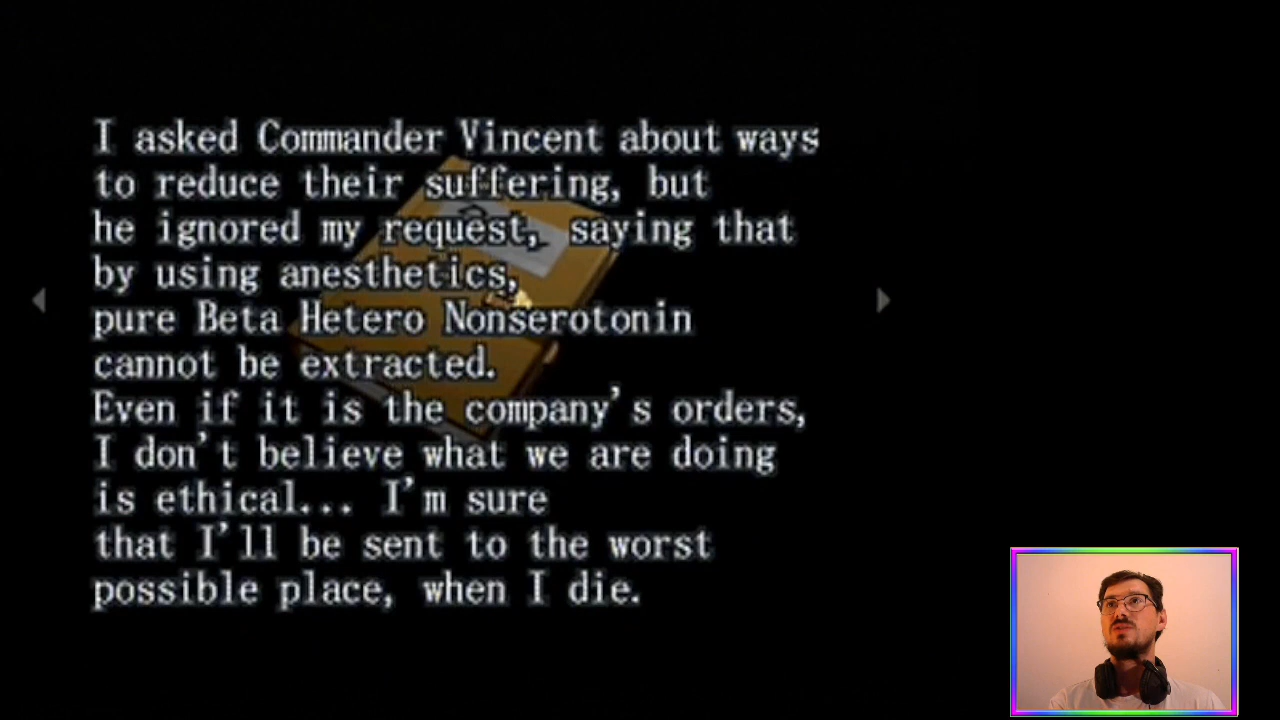 I asked Commander Vincent about ways
to reduce their suffering, but
he ignored my request, saying that
by using anesthetics,
pure Beta Hetero Nonserotonin
cannot be extracted.
Even if it is the company's orders,
I don't believe what we are doing
is ethical... I'm sure
that I'll be sent to the worst
possible place, when I die.